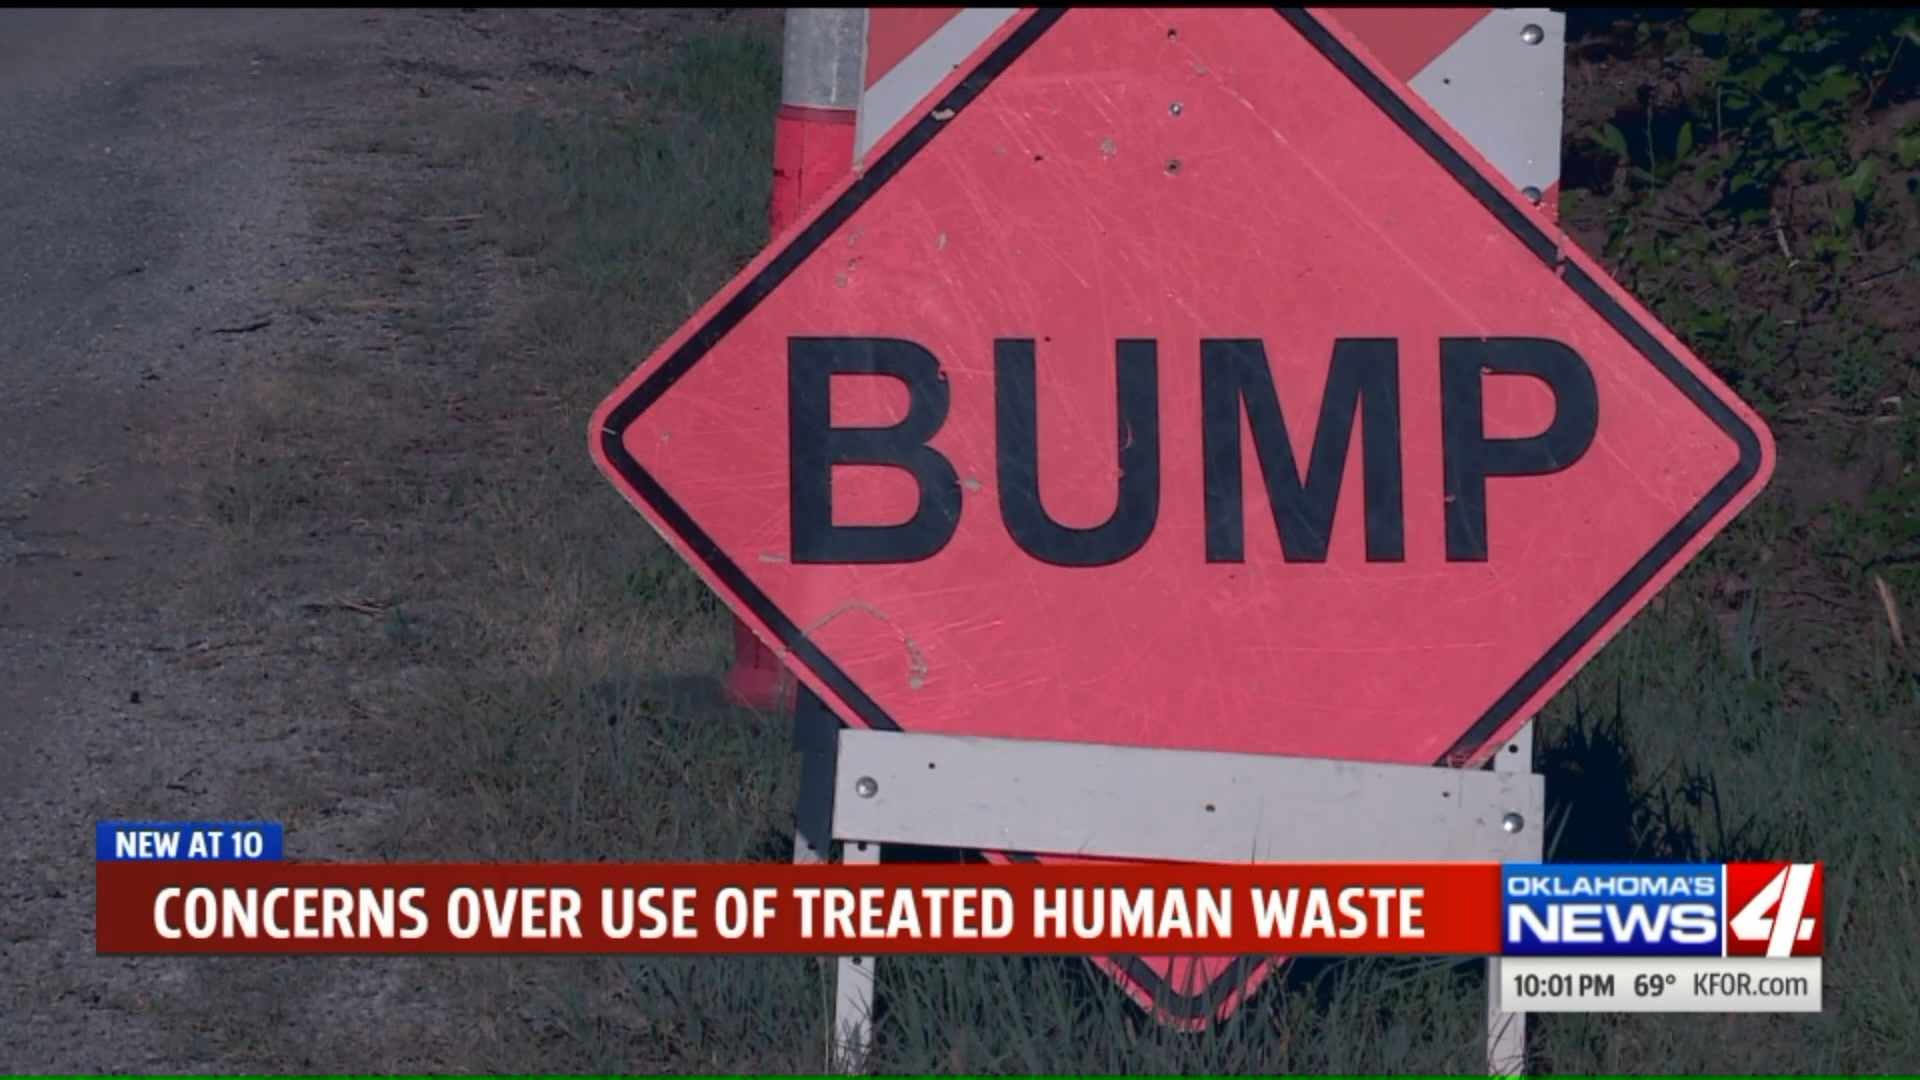 BUMP
NEW AT 10
CONCERNS OVER USE OF TREATED HUMAN WASTE
OKLAHOMA'S
NEWS 4
10:01 PM 69° KFOR.com